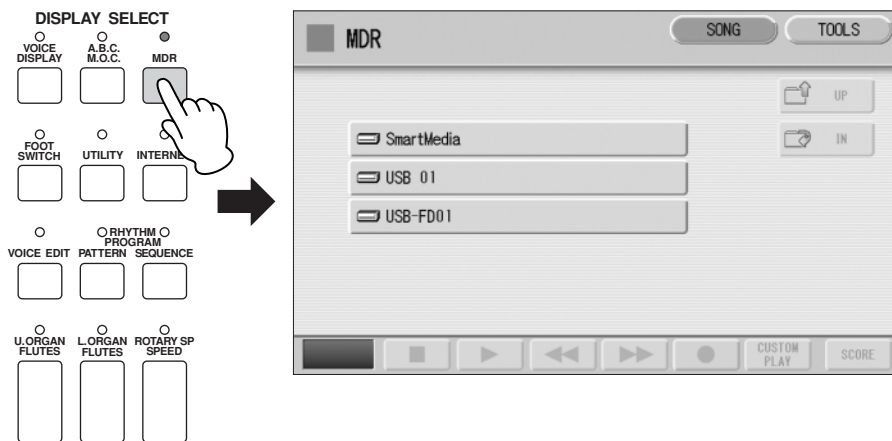 DISPLAY SELECT
VOICE DISPLAY
A.B.C. M.O.C.
MDR
FOOT SWITCH
UTILITY
VOICE EDIT
RHYTHM PROGRAM
PATTERN
SEQUENCE
U.ORGAN FLUTES
L.ORGAN FLUTES
ROTARY SP SPEED
MDR
SONG
TOOLS
UP
IN
SmartMedia
USB 01
USB-FD01
CUSTOM PLAY
SCORE